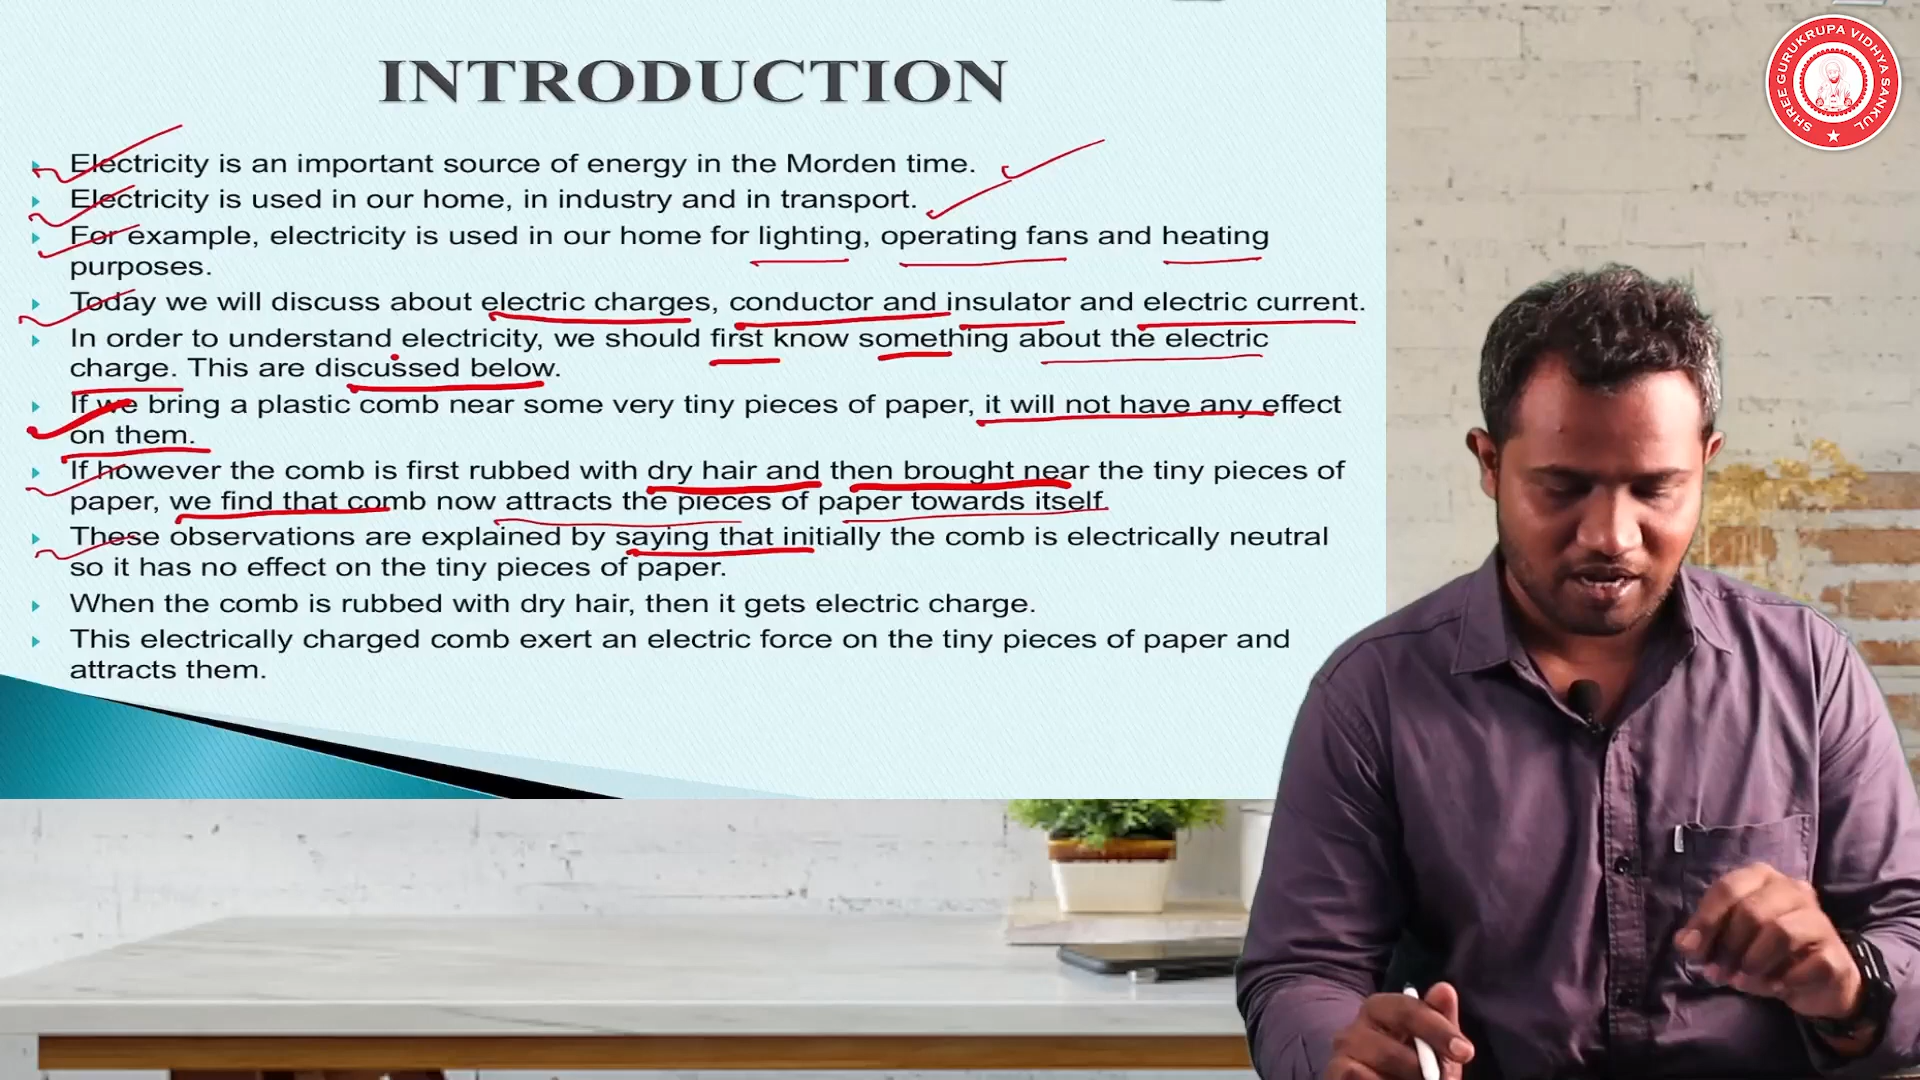 INTRODUCTION
Electricity is an important source of energy in the Morden time.
Electricity is used in our home, in industry and in transport.
For example, electricity is used in our home for lighting, operating fans and heating
purposes.
Today we will discuss about electric charges, conductor and insulator and electric current.
In order to understand electricity, we should first know something about the electric
charge. This are discussed below.
If we bring a plastic comb near some very tiny pieces of paper, it will not have any effect
on them.
If however the comb is first rubbed with dry hair and then brought near the tiny pieces of
paper, we find that comb now attracts the pieces of paper towards itself.
These observations are explained by saying that initially the comb is electrically neutral
so it has no effect on the tiny pieces of paper.
When the comb is rubbed with dry hair, then it gets electric charge.
This electrically charged comb exert an electric force on the tiny pieces of paper and
attracts them.
SHREE GURUKRUPA VIDHYA SANKUL